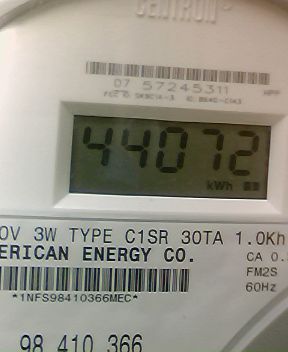 CENTRON
07 57245311
44072
kWh
0V 3W TYPE C1SR 30TA 1.0Kh
ERICAN ENERGY CO.
CA 0.
FM2S
60Hz
*1NFS98410366MEC*
98 410 366